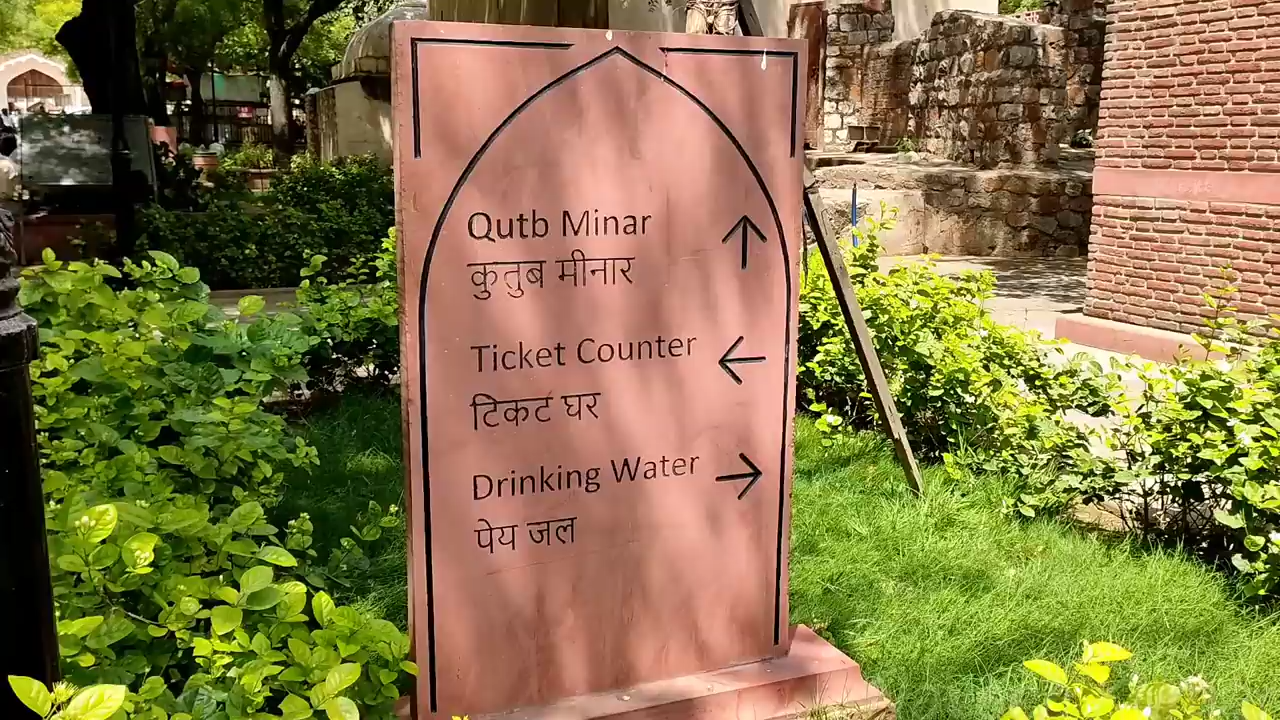 Qutb Minar
कुतुब मीनार
Ticket Counter
टिकट घर
Drinking Water
पेय जल